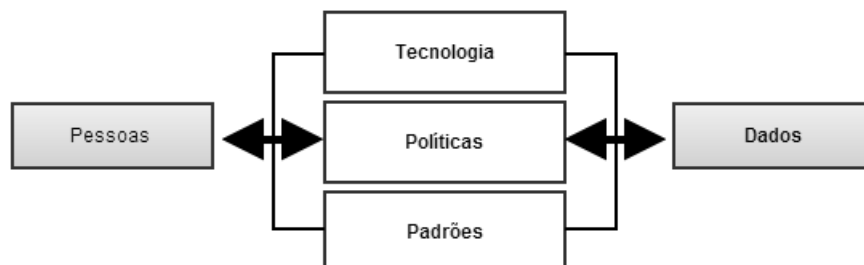 Tecnologia
Pessoas
Políticas
Dados
Padrões